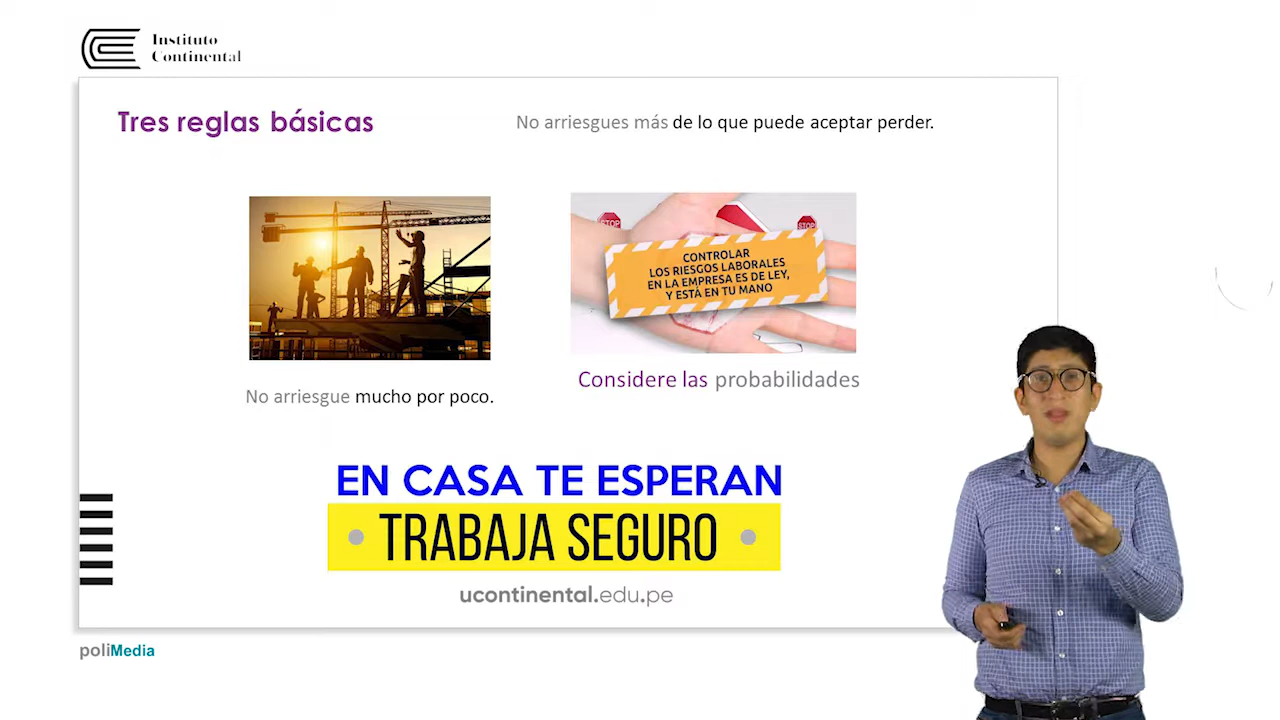 Instituto
Continental
Tres reglas básicas
No arriesgues más de lo que puede aceptar perder.
STOP
STOP
CONTROLAR
LOS RIESGOS LABORALES
EN LA EMPRESA ES DE LEY,
Y ESTÁ EN TU MANO
Considere las probabilidades
No arriesgue mucho por poco.
EN CASA TE ESPERAN
TRABAJA SEGURO
ucontinental.edu.pe
poliMedia